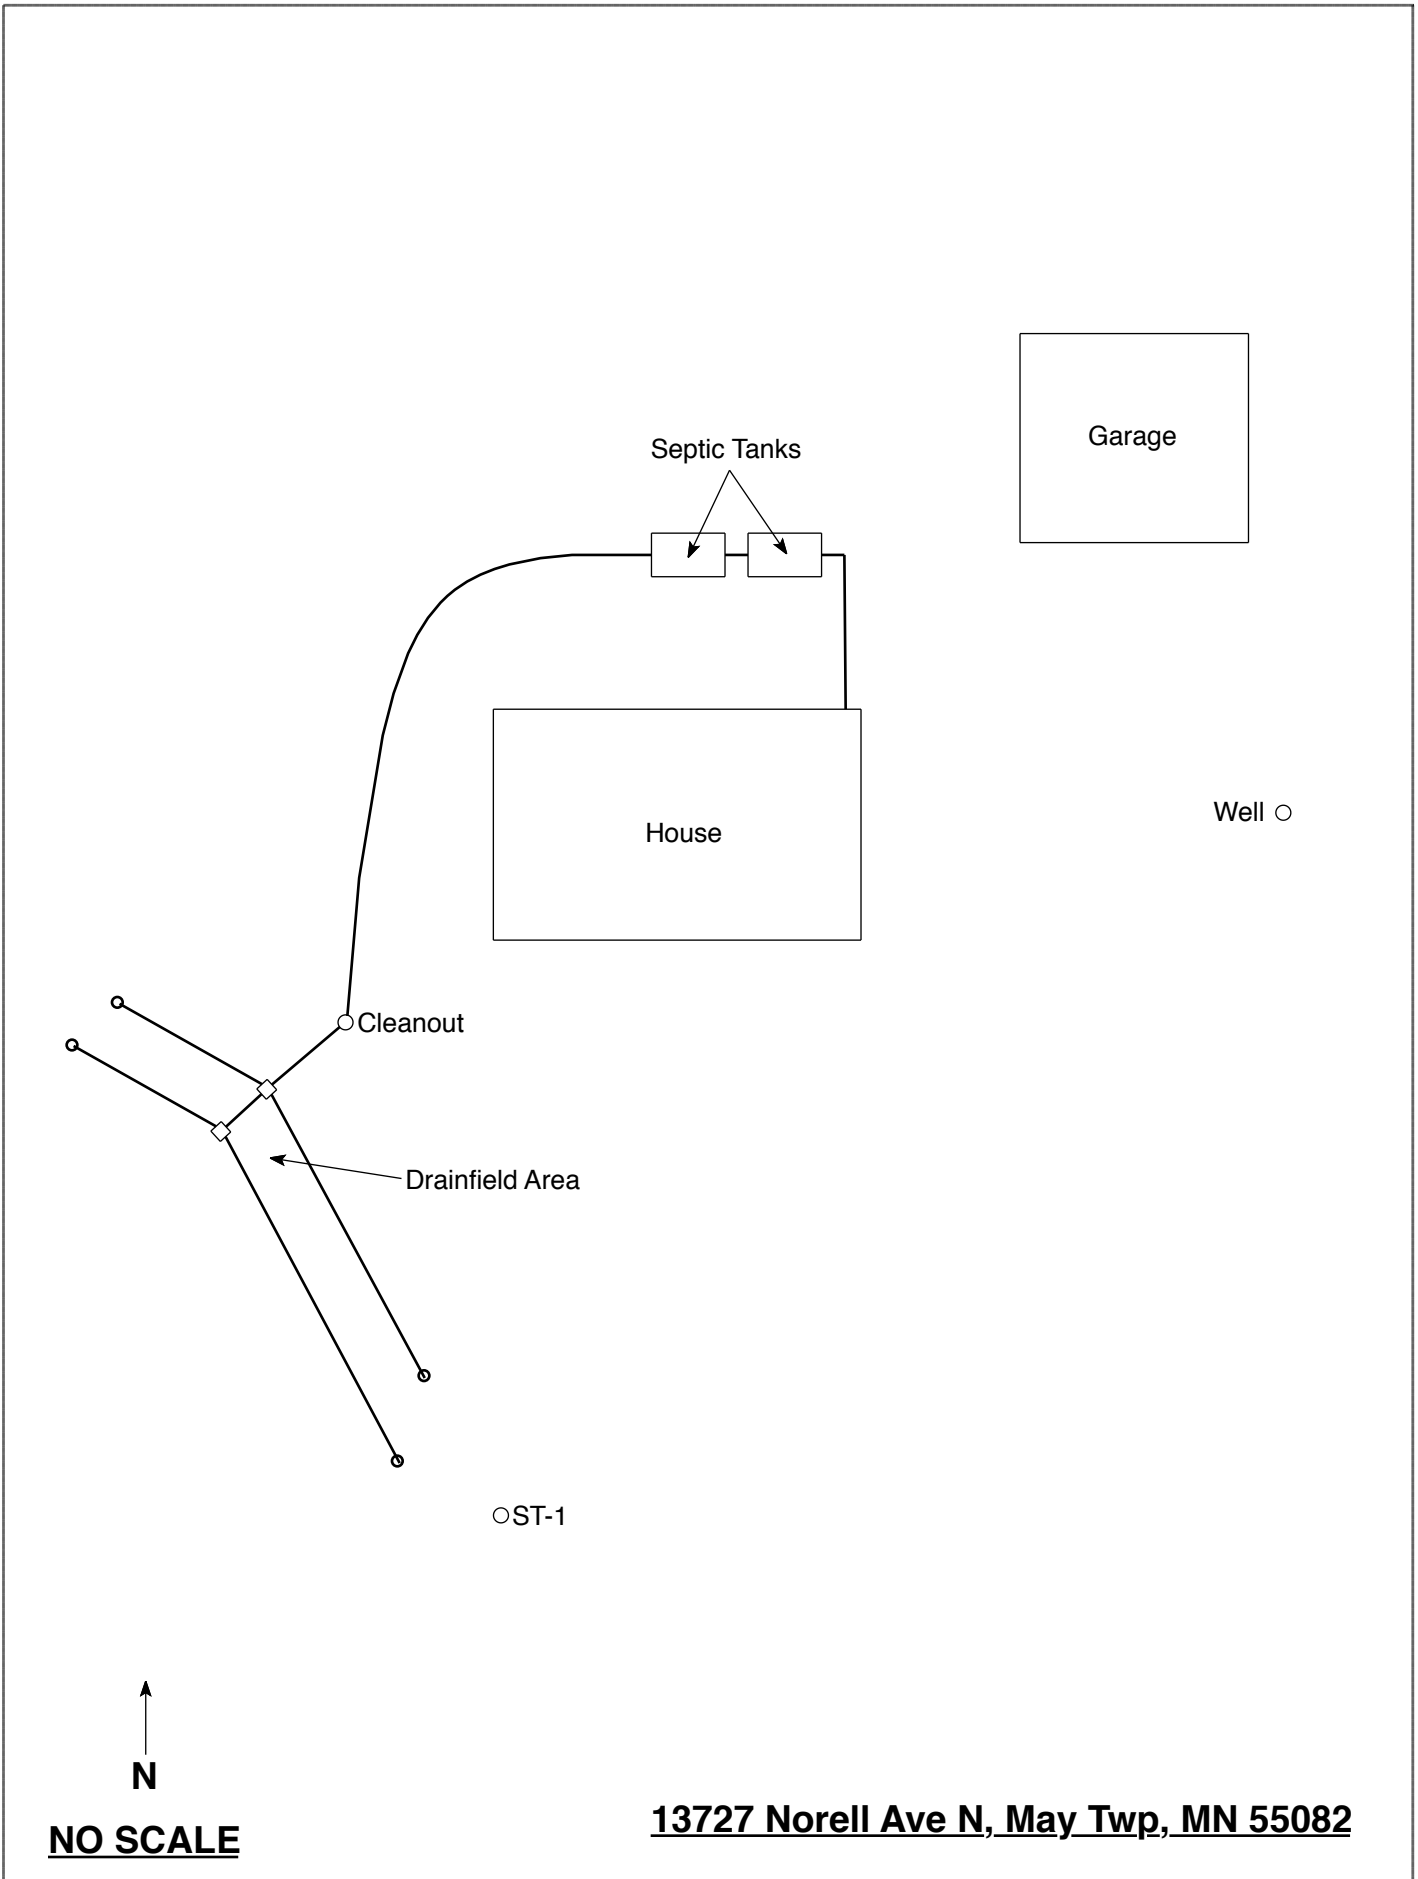 Garage
Septic Tanks
Well
House
Cleanout
Drainfield Area
ST-1
N
13727 Norell Ave N, May Twp, MN 55082
NO SCALE